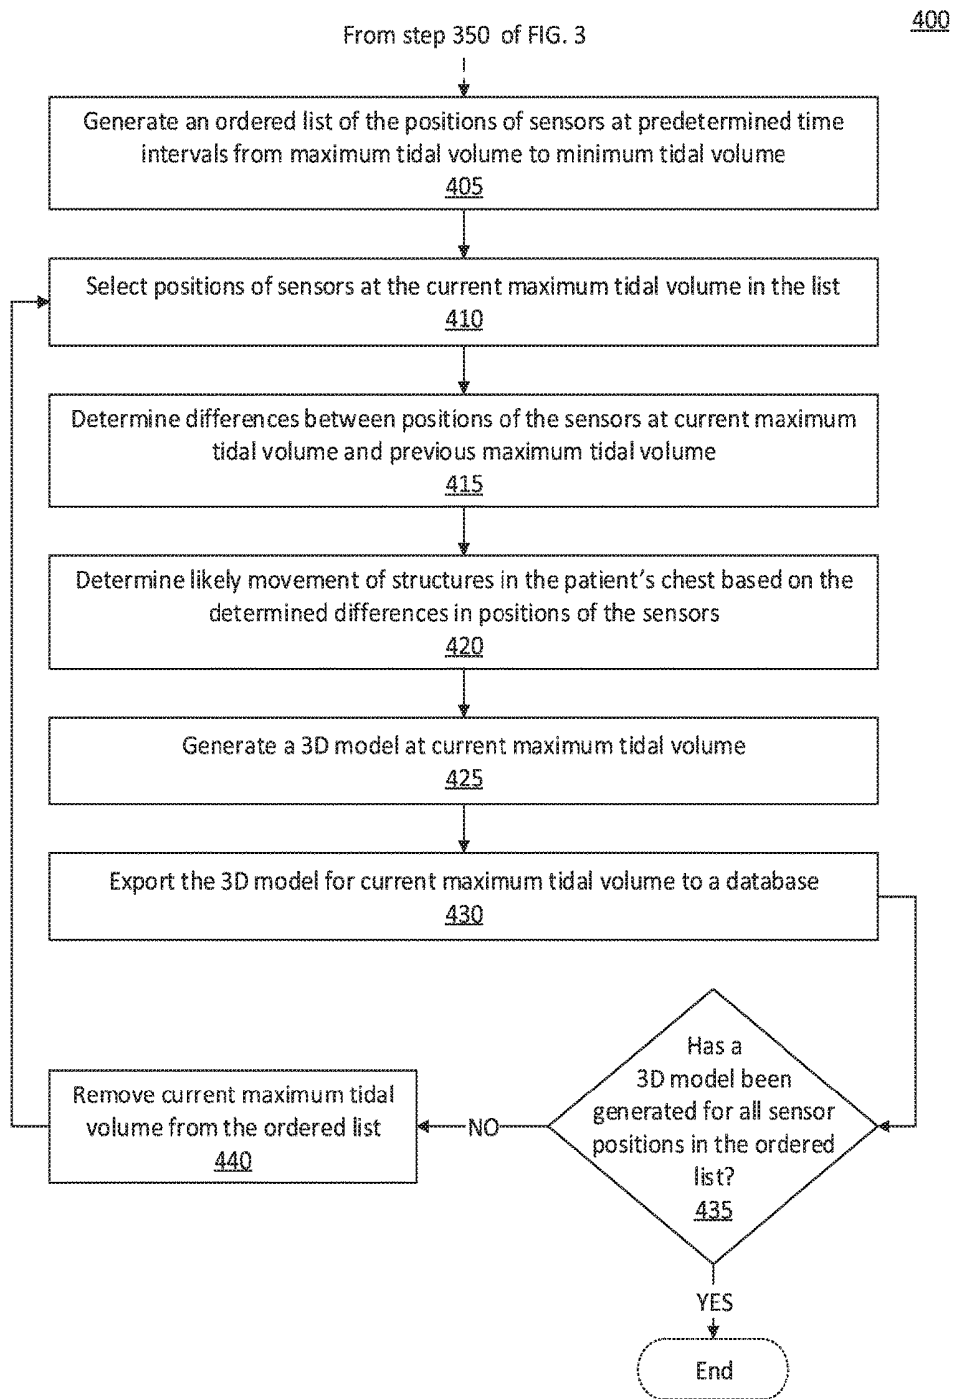 400
From step 350 of FIG. 3
Generate an ordered list of the positions of sensors at predetermined time
intervals from maximum tidal volume to minimum tidal volume
405
Select positions of sensors at the current maximum tidal volume in the list
410
Determine differences between positions of the sensors at current maximum
tidal volume and previous maximum tidal volume
415
Determine likely movement of structures in the patient's chest based on the
determined differences in positions of the sensors
420
Generate a 3D model at current maximum tidal volume
425
Export the 3D model for current maximum tidal volume to a database
430
Has a
3D model been
generated for all sensor
positions in the ordered
list?
435
NO
Remove current maximum tidal
volume from the ordered list
440
YES
End